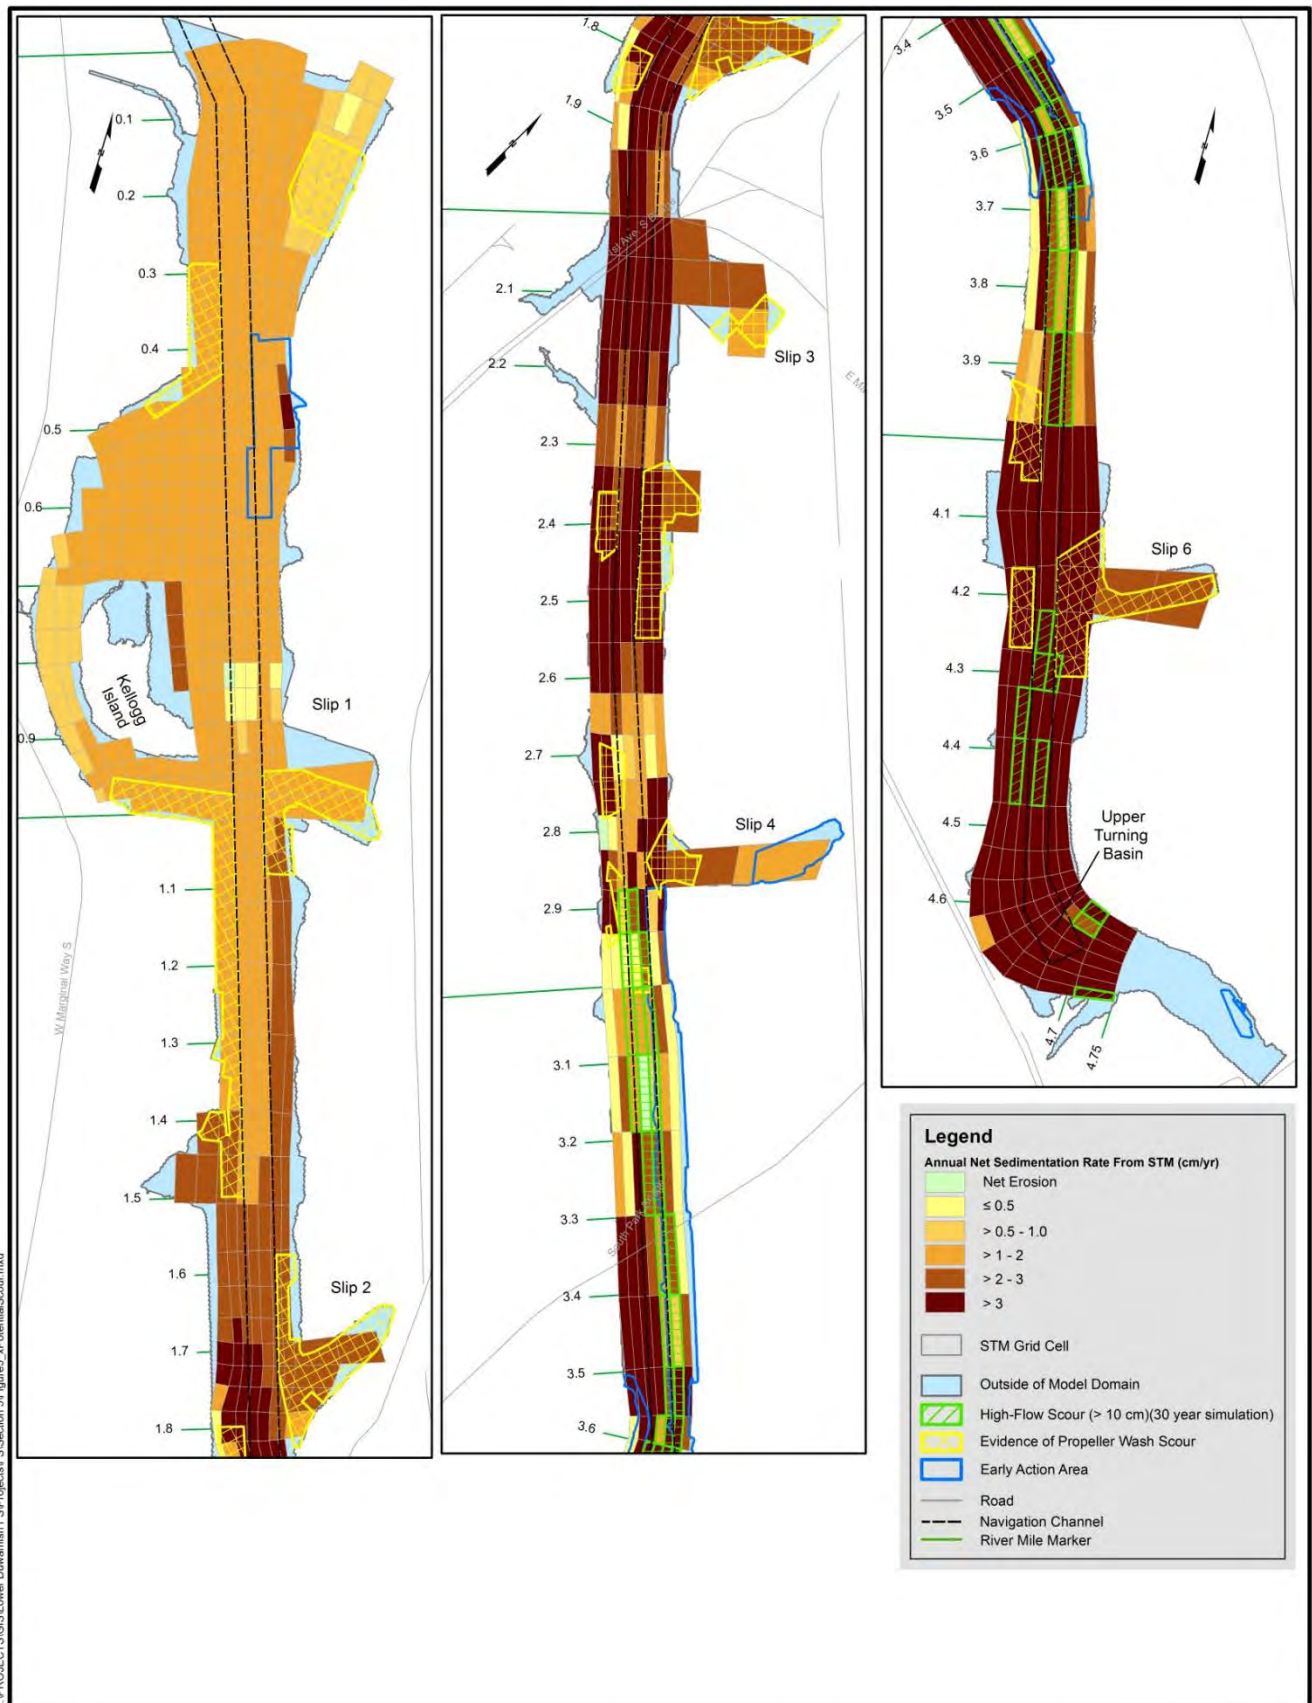 0.1
0.2
0.3
0.4
0.5
0.6
Kellogg
Island
Slip 1
0.9
1.1
W Marginal Way S
1.2
1.3
1.4
1.5
1.6
Slip 2
1.7
1.8
1.8
1.9
1st Ave. S
2.1
Slip 3
2.2
2.3
2.4
2.5
2.6
2.7
2.8
Slip 4
2.9
3.1
3.2
3.3
South Park
3.4
3.5
3.6
3.4
3.5
3.6
3.7
3.8
3.9
4.1
Slip 6
4.2
4.3
4.4
4.5
Upper
Turning
Basin
4.6
4.7
4.75
Legend
Annual Net Sedimentation Rate From STM (cm/yr)
Net Erosion
≤ 0.5
> 0.5 - 1.0
> 1 - 2
> 2 - 3
> 3
STM Grid Cell
Outside of Model Domain
High-Flow Scour (> 10 cm)(30 year simulation)
Evidence of Propeller Wash Scour
Early Action Area
Road
Navigation Channel
River Mile Marker